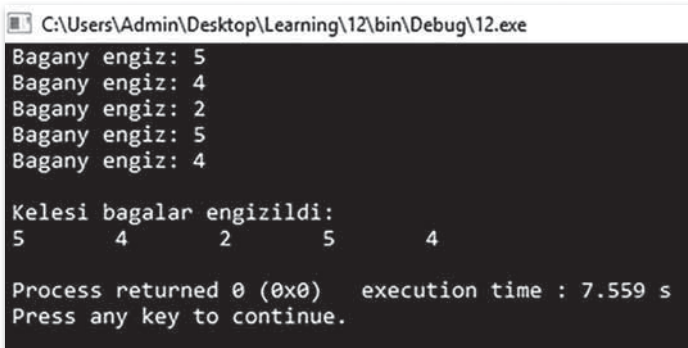 C:\Users\Admin\Desktop\Learning\12\bin\Debug\12.exe
Bagany engiz: 5
Bagany engiz: 4
Bagany engiz: 2
Bagany engiz: 5
Bagany engiz: 4
Kelesi bagalar engizildi:
5 4 2 5 4
Process returned 0 (0x0) execution time : 7.559 s
Press any key to continue.